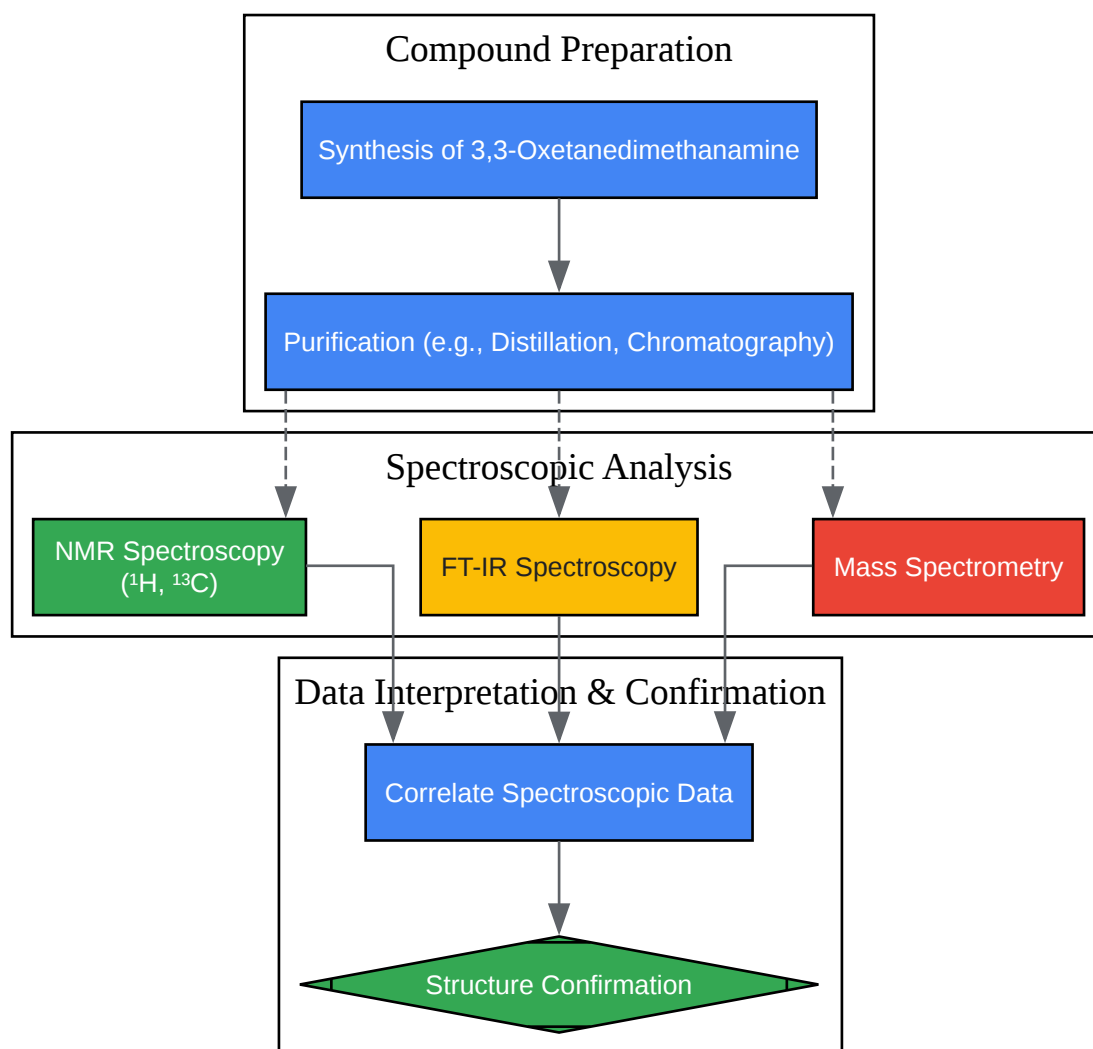 Compound Preparation
Synthesis of 3,3-Oxetanedimethanamine
Purification (e.g., Distillation, Chromatography)
Spectroscopic Analysis
NMR Spectroscopy
(¹H, ¹³C)
FT-IR Spectroscopy
Mass Spectrometry
Data Interpretation & Confirmation
Correlate Spectroscopic Data
Structure Confirmation